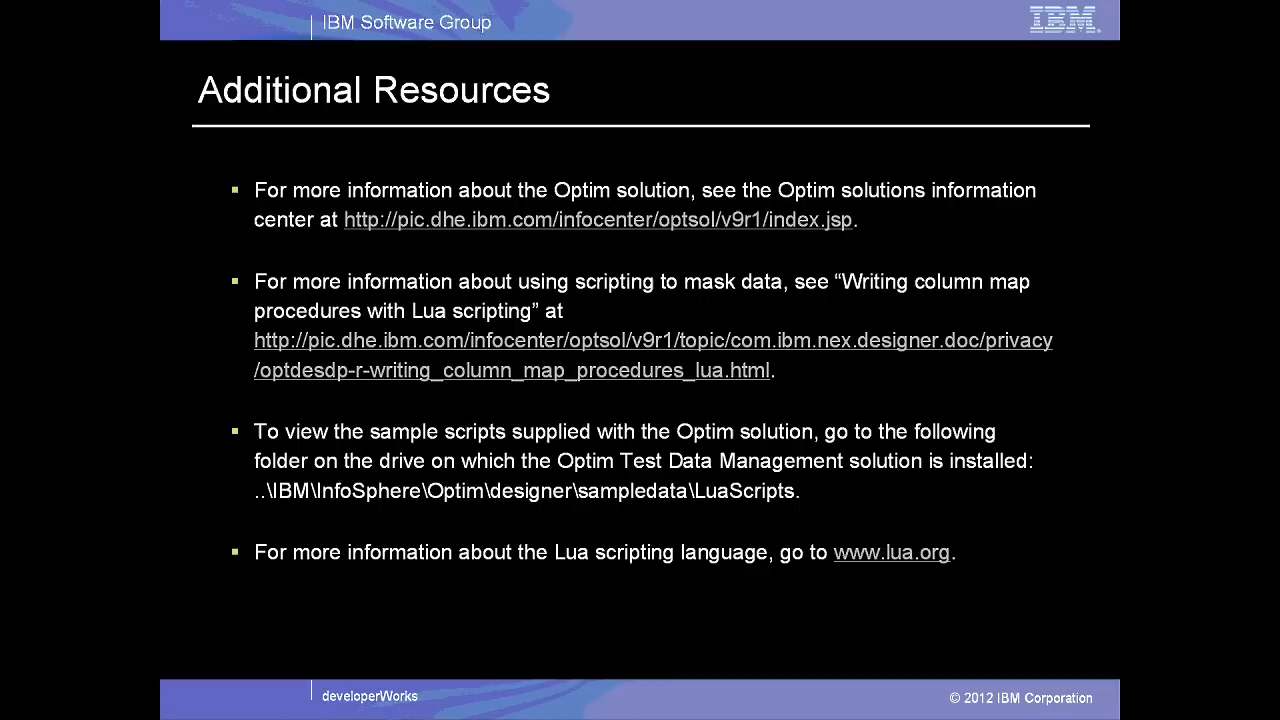 IBM Software Group
IBM
Additional Resources
For more information about the Optim solution, see the Optim solutions information
center at http://pic.dhe.ibm.com/infocenter/optsol/v9r1/index.jsp.
For more information about using scripting to mask data, see “Writing column map
procedures with Lua scripting” at
http://pic.dhe.ibm.com/infocenter/optsol/v9r1/topic/com.ibm.nex.designer.doc/privacy
/optdesdp-r-writing_column_map_procedures_lua.html.
To view the sample scripts supplied with the Optim solution, go to the following
folder on the drive on which the Optim Test Data Management solution is installed:
..\IBM\InfoSphere\Optim\designer\sampledata\LuaScripts.
For more information about the Lua scripting language, go to www.lua.org.
developerWorks
© 2012 IBM Corporation